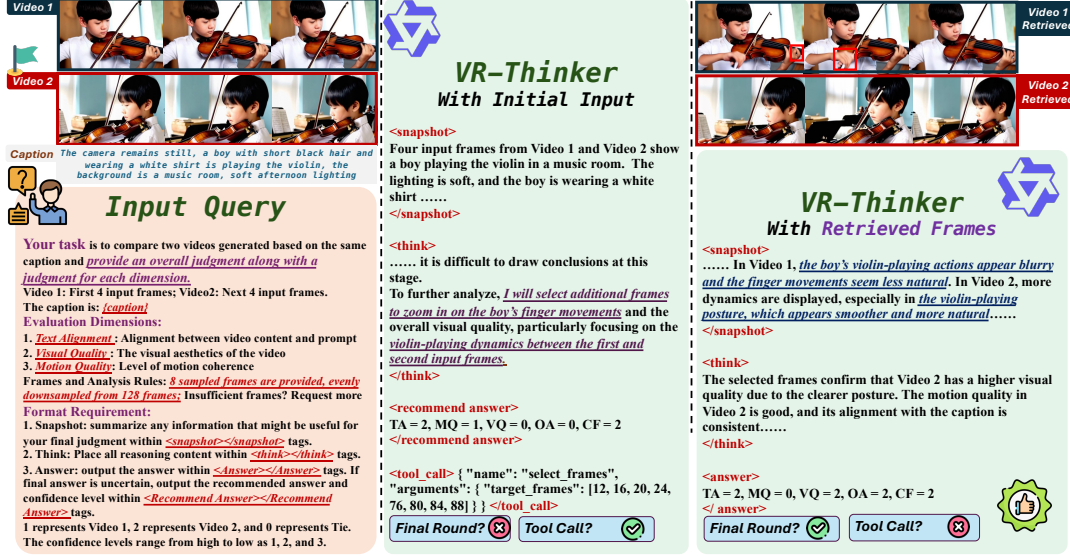 Video 1
Video 2
Caption
The camera remains still, a boy with short black hair and
wearing a white shirt is playing the violin, the
background is a music room, soft afternoon lighting
Input Query
Your task is to compare two videos generated based on the same
caption and provide an overall judgment along with a
judgment for each dimension.
Video 1: First 4 input frames; Video2: Next 4 input frames.
The caption is: {caption}
Evaluation Dimensions:
1. Text Alignment : Alignment between video content and prompt
2. Visual Quality : The visual aesthetics of the video
3. Motion Quality: Level of motion coherence
Frames and Analysis Rules: 8 sampled frames are provided, evenly
downsampled from 128 frames; Insufficient frames? Request more
Format Requirement:
1. Snapshot: summarize any information that might be useful for
your final judgment within <snapshot></snapshot> tags.
2. Think: Place all reasoning content within <think></think> tags.
3. Answer: output the answer within <Answer></Answer> tags. If
final answer is uncertain, output the recommended answer and
confidence level within <Recommend Answer></Recommend
Answer> tags.
1 represents Video 1, 2 represents Video 2, and 0 represents Tie.
The confidence levels range from high to low as 1, 2, and 3.
VR-Thinker
With Initial Input
<snapshot>
Four input frames from Video 1 and Video 2 show
a boy playing the violin in a music room. The
lighting is soft, and the boy is wearing a white
shirt ……
</snapshot>
<think>
…… it is difficult to draw conclusions at this
stage.
To further analyze, I will select additional frames
to zoom in on the boy's finger movements and the
overall visual quality, particularly focusing on the
violin-playing dynamics between the first and
second input frames.
</think>
<recommend answer>
TA = 2, MQ = 1, VQ = 0, OA = 0, CF = 2
</recommend answer>
<tool_call> { "name": "select_frames",
"arguments": { "target_frames": [12, 16, 20, 24,
76, 80, 84, 88] } } </tool_call>
Final Round?
Tool Call?
Video 1
Retrieved
Video 2
Retrieved
VR-Thinker
With Retrieved Frames
<snapshot>
…… In Video 1, the boy's violin-playing actions appear blurry
and the finger movements seem less natural. In Video 2, more
dynamics are displayed, especially in the violin-playing
posture, which appears smoother and more natural……
</snapshot>
<think>
The selected frames confirm that Video 2 has a higher visual
quality due to the clearer posture. The motion quality in
Video 2 is good, and its alignment with the caption is
consistent……
</think>
<answer>
TA = 2, MQ = 0, VQ = 2, OA = 2, CF = 2
</ answer>
Final Round?
Tool Call?